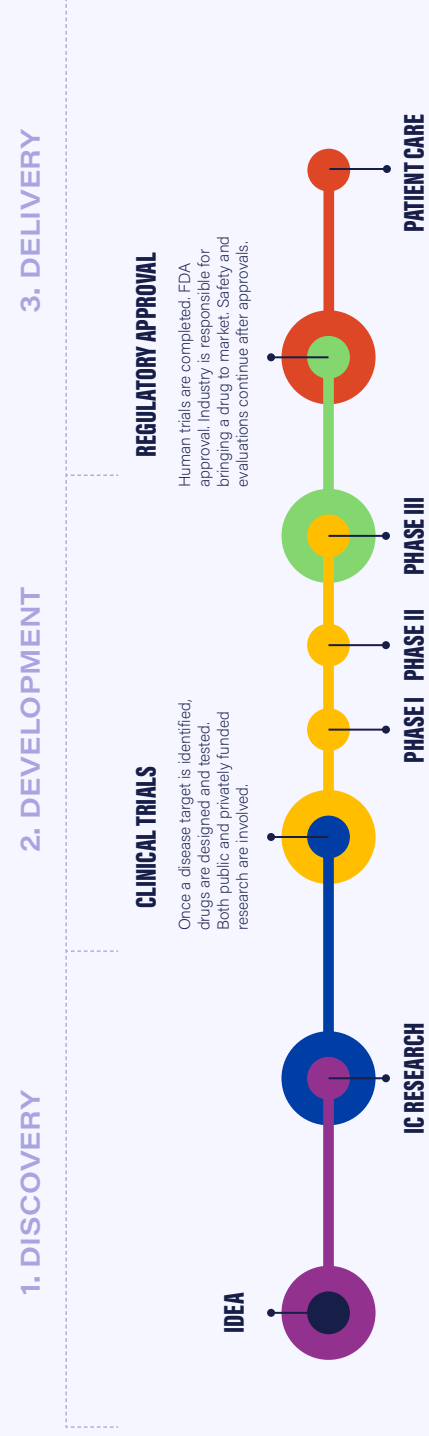 1. DISCOVERY
2. DEVELOPMENT
3. DELIVERY
CLINICAL TRIALS
Once a disease target is identified,
drugs are designed and tested.
Both public and privately funded
research are involved.
REGULATORY APPROVAL
Human trials are completed. FDA
approval. Industry is responsible for
bringing a drug to market. Safety and
evaluations continue after approvals.
IDEA
IC RESEARCH
PHASE I
PHASE II
PHASE III
PATIENT CARE